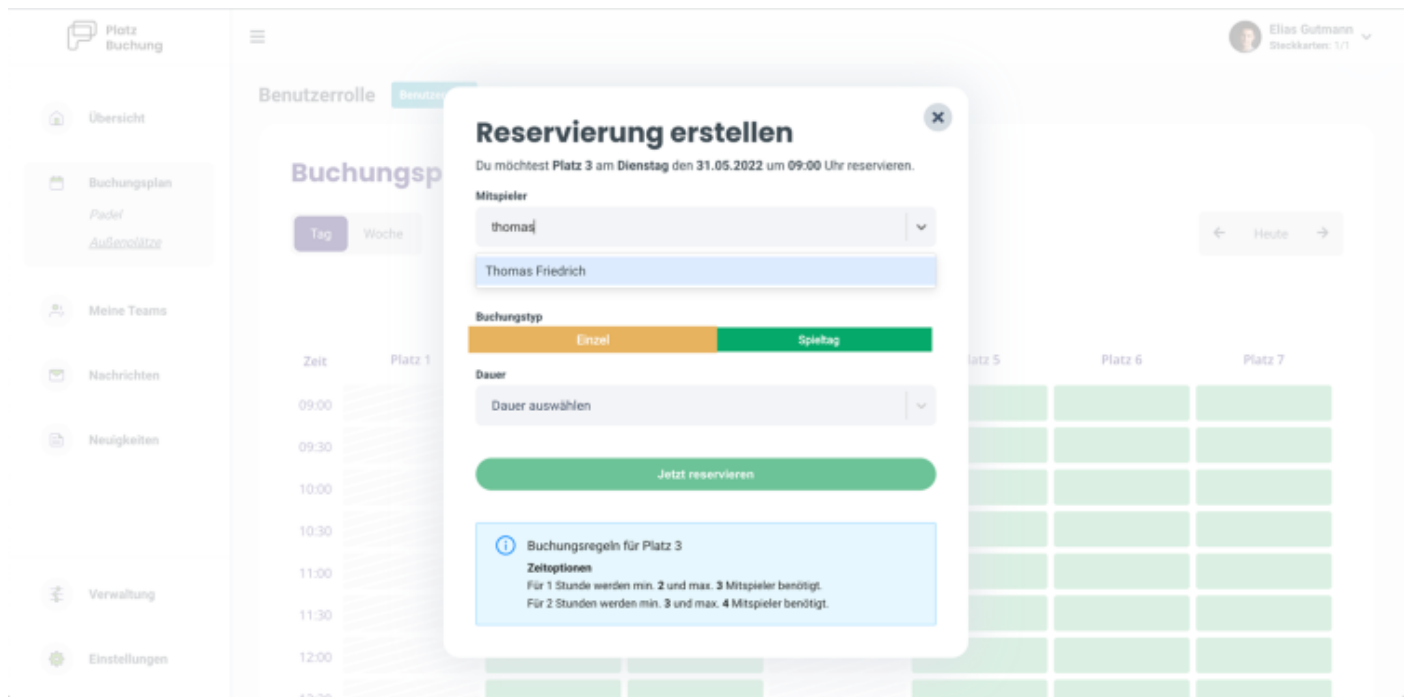 Platz
Buchung
Elias Gutmann
Steckkarten: 1/1
Benutzerrolle
Übersicht
Buchungsplan
Padel
Außenplätze
Meine Teams
Nachrichten
Neuigkeiten
Verwaltung
Einstellungen
Buchungsp
Tag Woche
Heute
Reservierung erstellen
Du möchtest Platz 3 am Dienstag den 31.05.2022 um 09:00 Uhr reservieren.
Mitspieler
thomas
Thomas Friedrich
Buchungstyp
Einzel Spieltag
Dauer
Dauer auswählen
Jetzt reservieren
Buchungsregeln für Platz 3
Zeitoptionen
Für 1 Stunde werden min. 2 und max. 3 Mitspieler benötigt.
Für 2 Stunden werden min. 3 und max. 4 Mitspieler benötigt.
Zeit Platz 1 latz 5 Platz 6 Platz 7
09:00
09:30
10:00
10:30
11:00
11:30
12:00